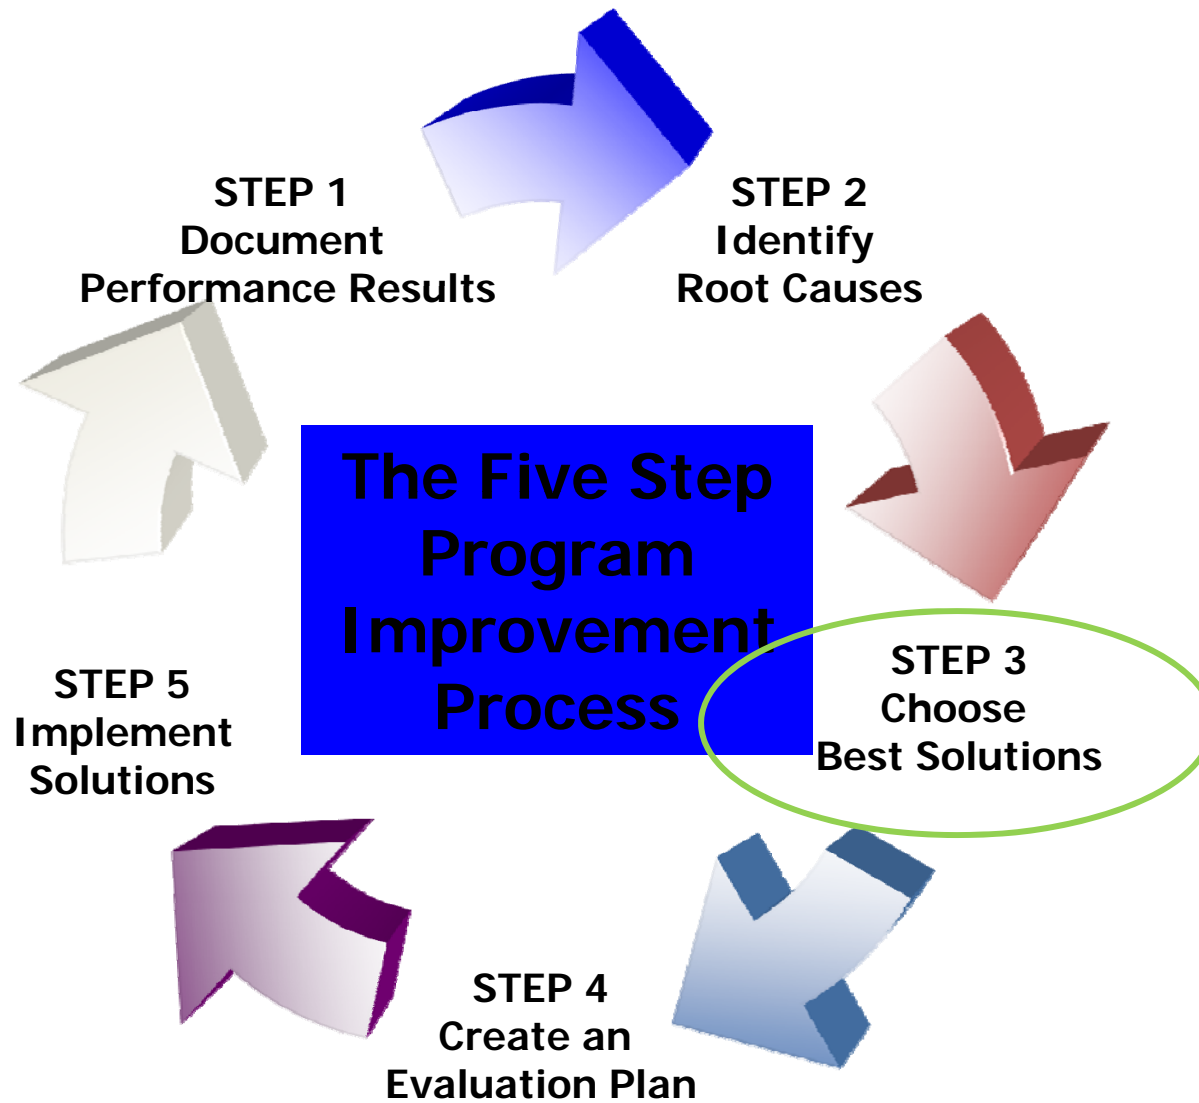 STEP 1
Document
Performance Results
STEP 2
Identify
Root Causes
The Five Step
Program
Improvement
Process
STEP 3
Choose
Best Solutions
STEP 5
Implement
Solutions
STEP 4
Create an
Evaluation Plan